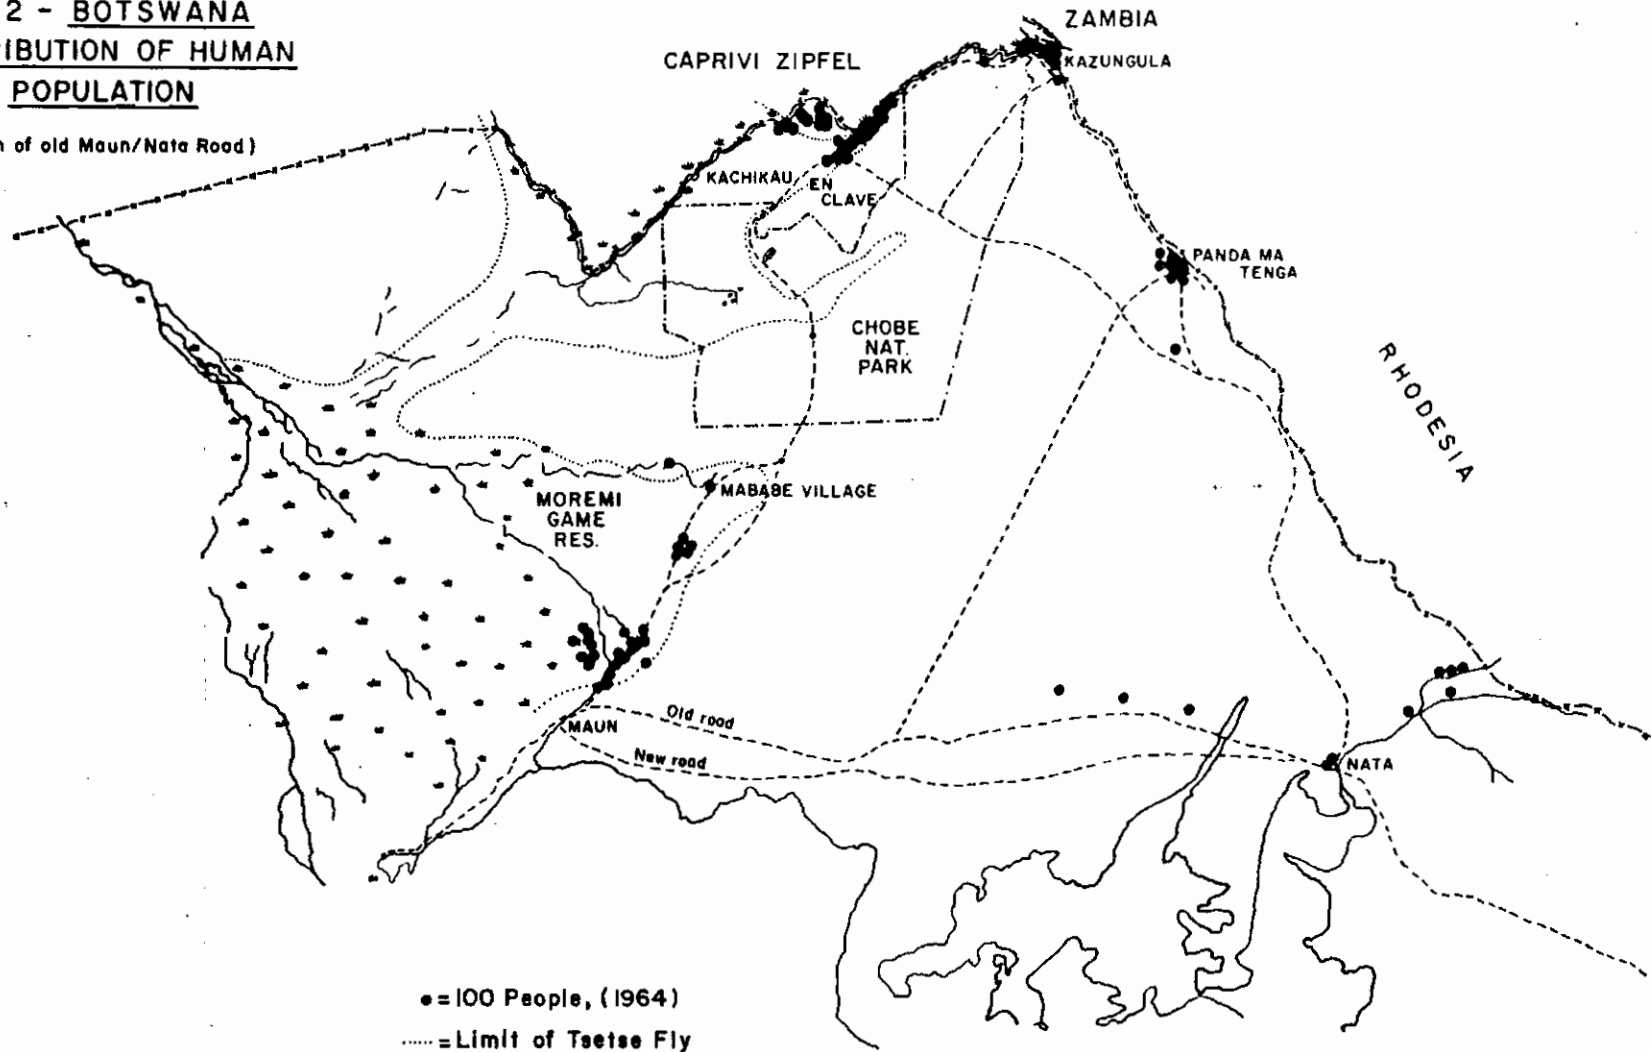 2 - BOTSWANA
IBUTION OF HUMAN
POPULATION
n of old Maun/Nata Road)
ZAMBIA
KAZUNGULA
CAPRIVI ZIPFEL
KACHIKAU
EN
CLAVE
PANDA MA
TENGA
CHOBE
NAT.
PARK
RHODESIA
MABABE VILLAGE
MOREMI
GAME
RES.
Old road
MAUN
New road
NATA
= 100 People, (1964)
= Limit of Tsetse Fly